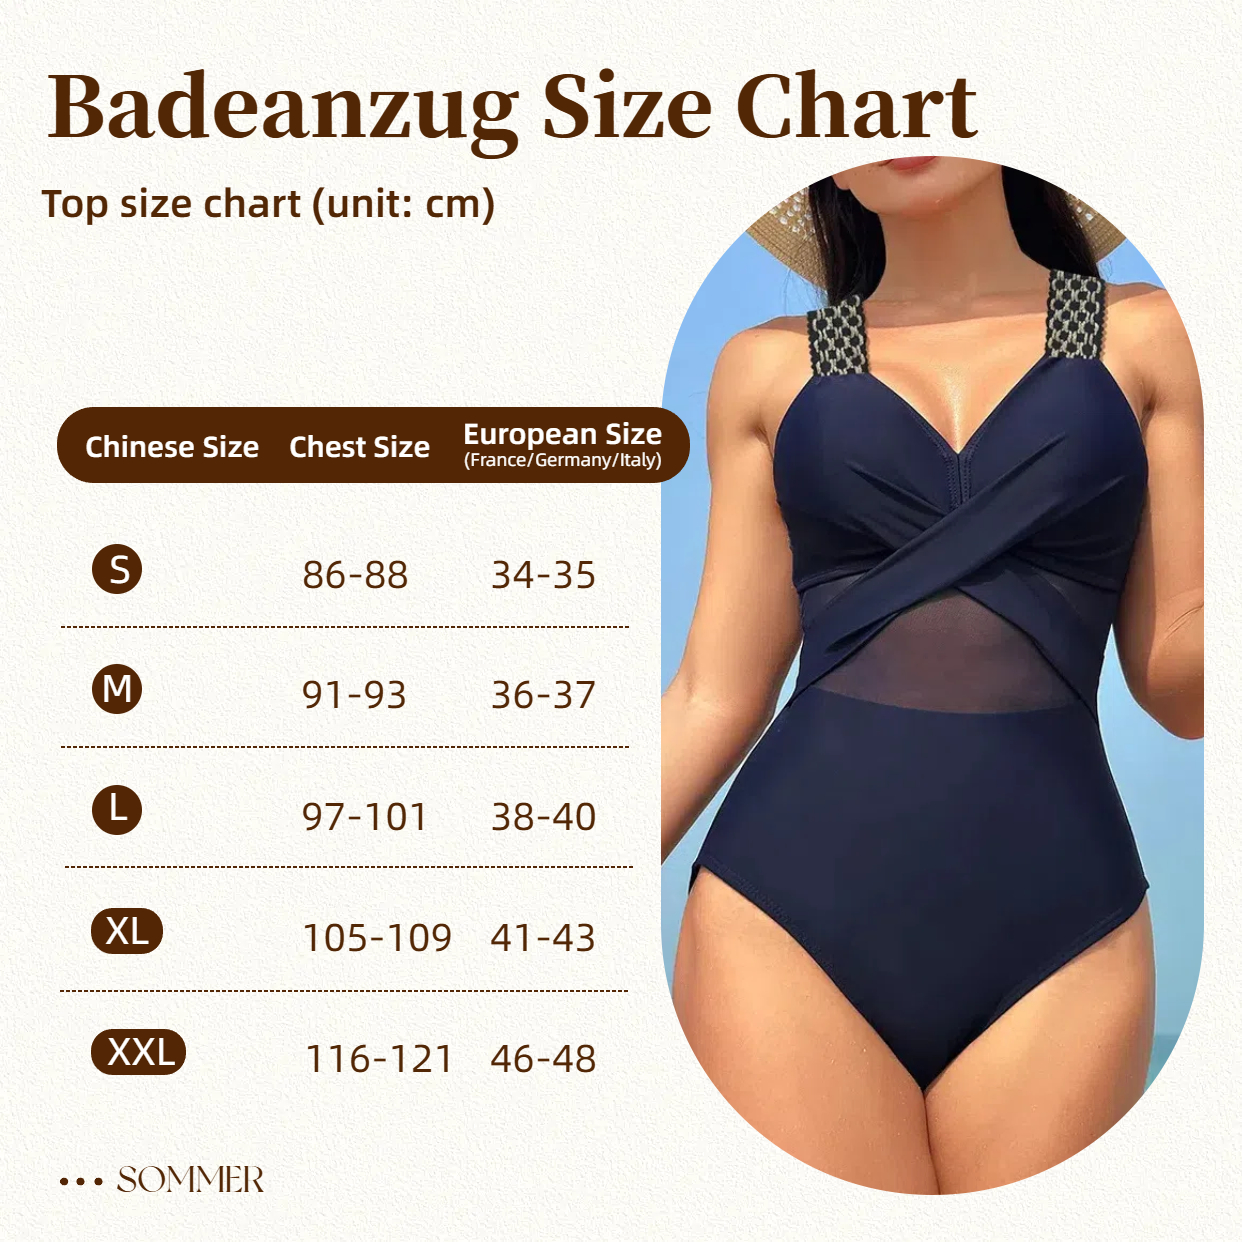 Badeanzug Size Chart
Top size chart (unit: cm)
Chinese Size Chest Size European Size
(France/Germany/Italy)
S 86-88 34-35
M 91-93 36-37
L 97-101 38-40
XL 105-109 41-43
XXL 116-121 46-48
SOMMER